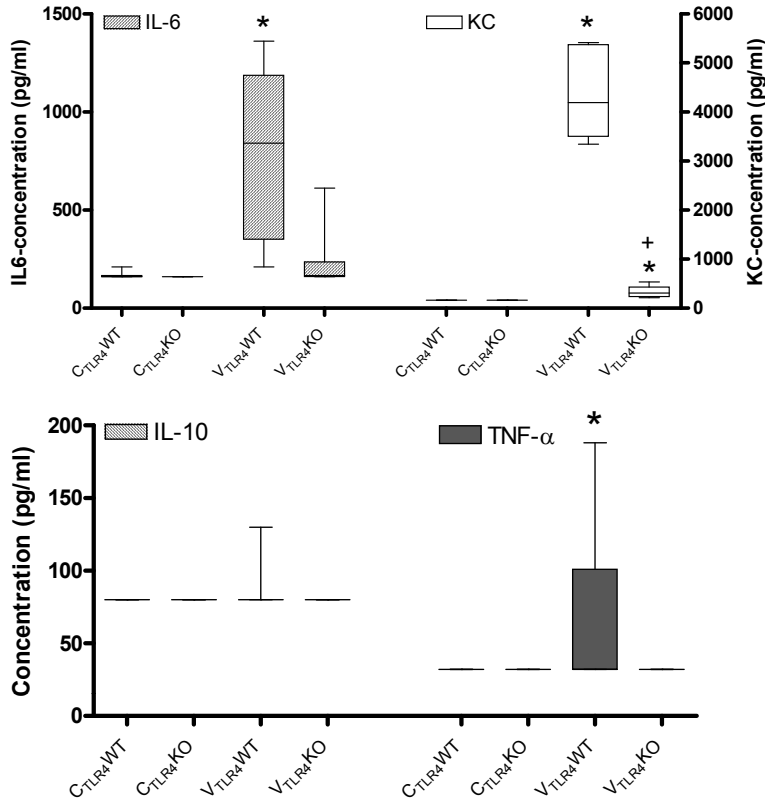 IL-6
*
KC
*
1500
1000
500
0
IL6-concentration (pg/ml)
6000
5000
4000
3000
2000
1000
0
KC-concentration (pg/ml)
+
*
CTLR4WT
CTLR4KO
VTLR4WT
VTLR4KO
CTLR4WT
CTLR4KO
VTLR4WT
VTLR4KO
IL-10
TNF-α
*
200
150
100
50
0
Concentration (pg/ml)
CTLR4WT
CTLR4KO
VTLR4WT
VTLR4KO
CTLR4WT
CTLR4KO
VTLR4WT
VTLR4KO